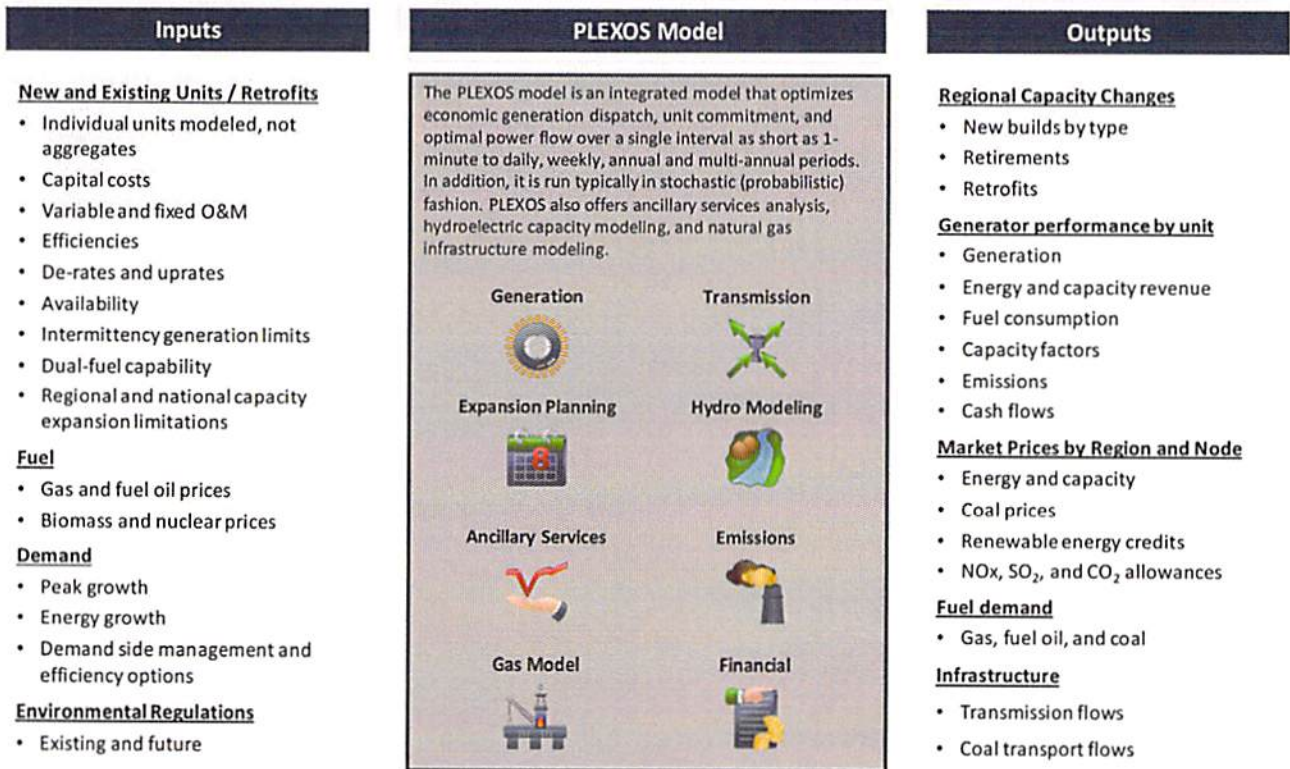 Inputs
New and Existing Units / Retrofits
• Individual units modeled, not
aggregates
• Capital costs
• Variable and fixed O&M
• Efficiencies
• De-rates and uprates
• Availability
• Intermittency generation limits
• Dual-fuel capability
• Regional and national capacity
expansion limitations
Fuel
• Gas and fuel oil prices
• Biomass and nuclear prices
Demand
• Peak growth
• Energy growth
• Demand side management and
efficiency options
Environmental Regulations
• Existing and future
PLEXOS Model
The PLEXOS model is an integrated model that optimizes
economic generation dispatch, unit commitment, and
optimal power flow over a single interval as short as 1-
minute to daily, weekly, annual and multi-annual periods.
In addition, it is run typically in stochastic (probabilistic)
fashion. PLEXOS also offers ancillary services analysis,
hydroelectric capacity modeling, and natural gas
infrastructure modeling.
Generation Transmission
Expansion Planning Hydro Modeling
8
Ancillary Services Emissions
Gas Model Financial
Outputs
Regional Capacity Changes
• New builds by type
• Retirements
• Retrofits
Generator performance by unit
• Generation
• Energy and capacity revenue
• Fuel consumption
• Capacity factors
• Emissions
• Cash flows
Market Prices by Region and Node
• Energy and capacity
• Coal prices
• Renewable energy credits
• NOx, SO₂, and CO₂ allowances
Fuel demand
• Gas, fuel oil, and coal
Infrastructure
• Transmission flows
• Coal transport flows